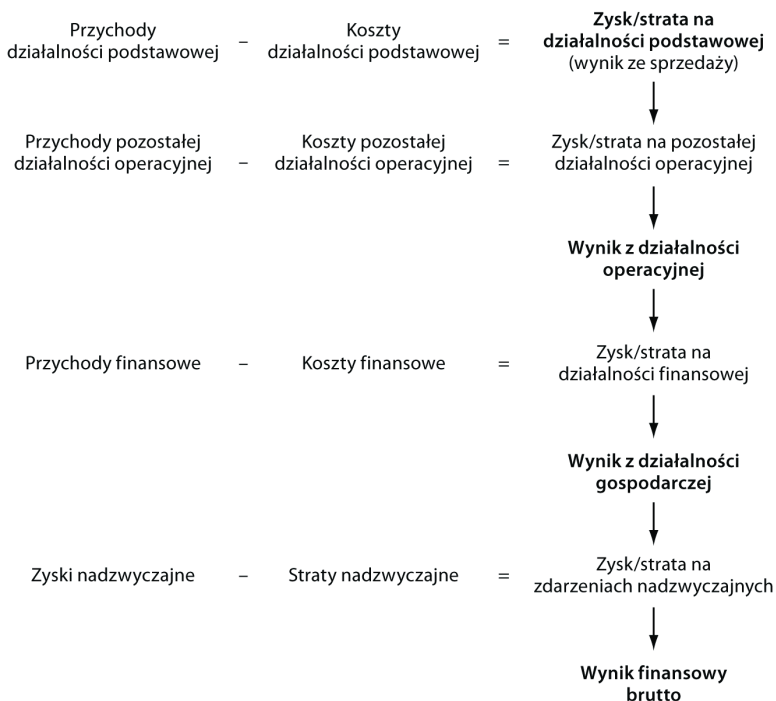 Przychody
działalności podstawowej
–
Koszty
działalności podstawowej
=
Zysk/strata na
działalności podstawowej
(wynik ze sprzedaży)
Przychody pozostałej
działalności operacyjnej
–
Koszty pozostałej
działalności operacyjnej
=
Zysk/strata na pozostałej
działalności operacyjnej
Wynik z działalności
operacyjnej
Przychody finansowe
–
Koszty finansowe
=
Zysk/strata na
działalności finansowej
Wynik z działalności
gospodarczej
Zyski nadzwyczajne
–
Straty nadzwyczajne
=
Zysk/strata na
zdarzeniach nadzwyczajnych
Wynik finansowy
brutto